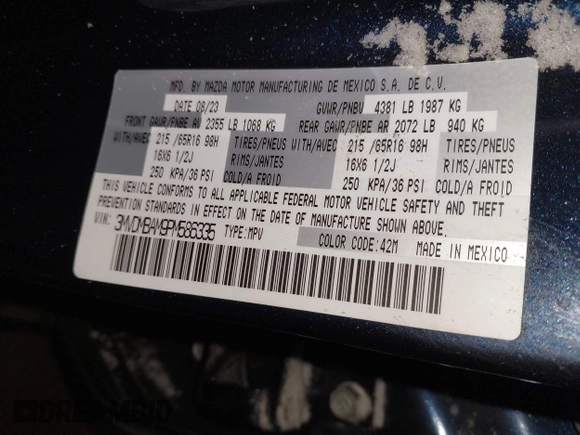 MFD. BY MAZDA MOTOR MANUFACTURING DE MEXICO S.A. DE C.V.
DATE 08/23 GVWR/PNBV 4381 LB 1987 KG
FRONT GAWR/PNBE AV 2355 LB 1068 KG REAR GAWR/PNBE AR 2072 LB 940 KG
WITH/AVEC 215 /65R16 98H TIRES/PNEUS WITH/AVEC 215 /65R16 98H TIRES/PNEUS
16X6 1/2J RIMS/JANTES 16X6 1/2J RIMS/JANTES
250 KPA/36 PSI COLD/A FROID 250 KPA/36 PSI COLD/A FROID
THIS VEHICLE CONFORMS TO ALL APPLICABLE FEDERAL MOTOR VEHICLE SAFETY AND THEFT
PREVENTION STANDARDS IN EFFECT ON THE DATE OF MANUFACTURE SHOWN ABOVE.
VIN: 3MVDMBAM9PM586335 TYPE:MPV COLOR CODE:42M MADE IN MEXICO
DREAMBID